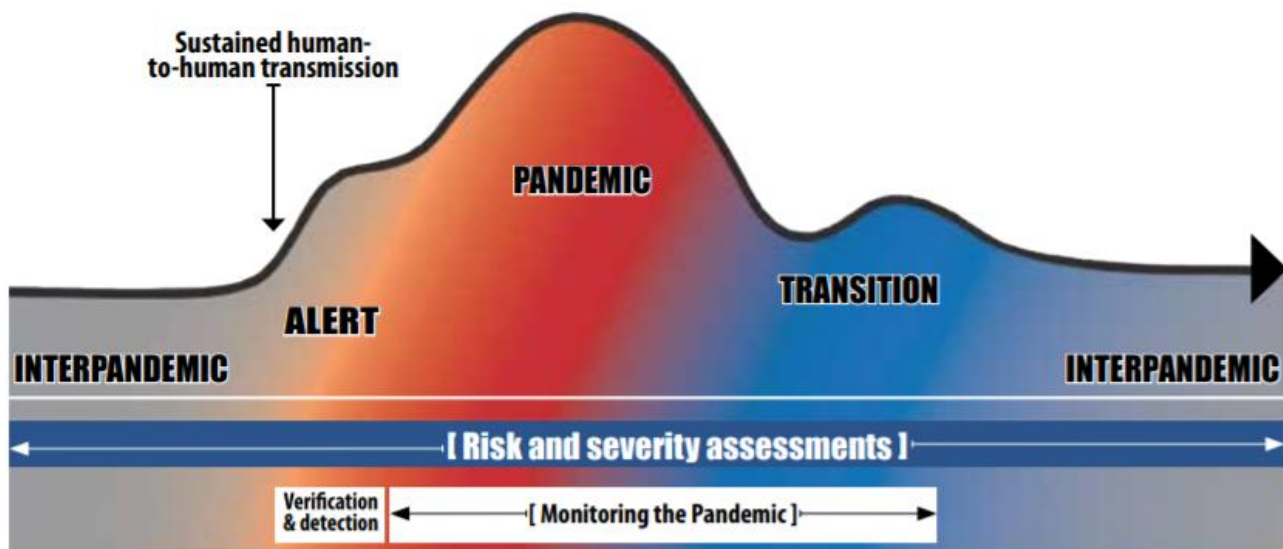 Sustained human-
to-human transmission
PANDEMIC
TRANSITION
ALERT
INTERPANDEMIC
INTERPANDEMIC
[ Risk and severity assessments ]
Verification
& detection
[ Monitoring the Pandemic ]